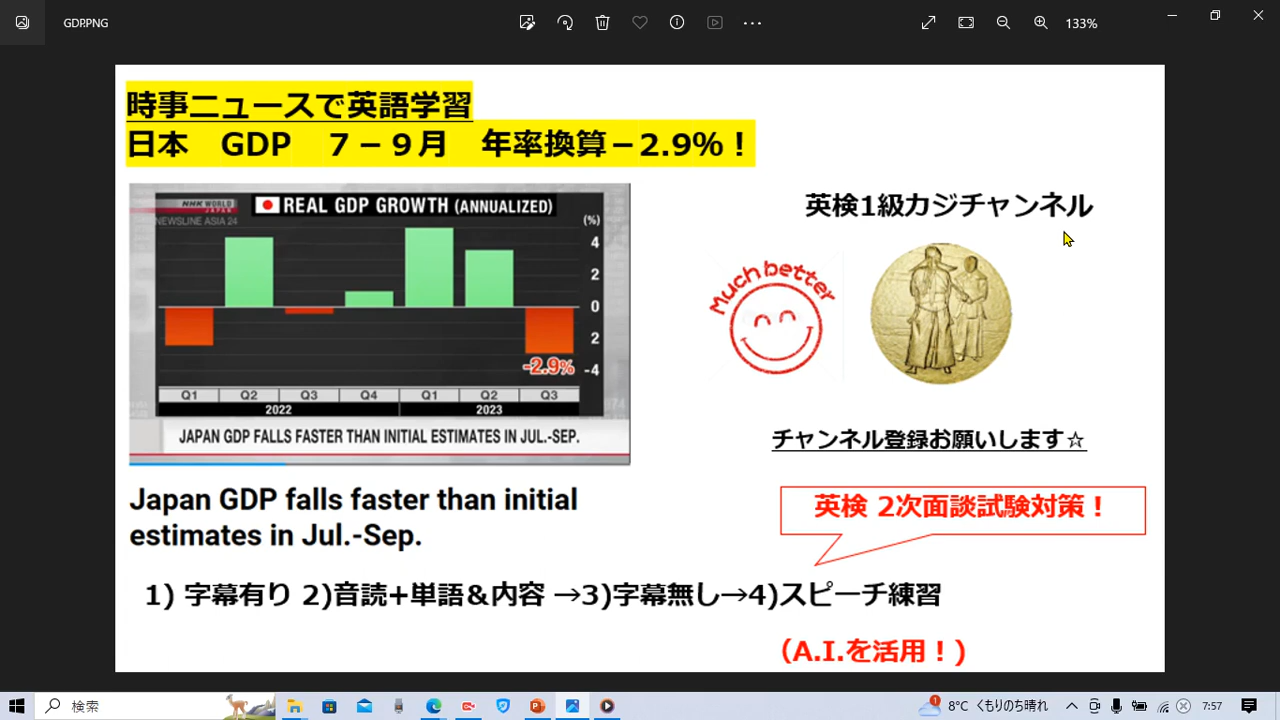 GDP.PNG
133%
時事ニュースで英語学習
日本　GDP　７－９月　年率換算－2.9%！
NHK WORLD
JAPAN
NEWSLINE ASIA 24
REAL GDP GROWTH (ANNUALIZED)
(%)
4
2
0
2
-4
-2.9%
Q1 Q2 Q3 Q4 Q1 Q2 Q3
2022 2023
JAPAN GDP FALLS FASTER THAN INITIAL ESTIMATES IN JUL.-SEP.
英検1級カジチャンネル
Much better
チャンネル登録お願いします☆
Japan GDP falls faster than initial
estimates in Jul.-Sep.
英検 2次面談試験対策！
1) 字幕有り 2)音読+単語＆内容 →3)字幕無し→4)スピーチ練習
（A.I.を活用！)
検索
1
8°C くもりのち晴れ
7:57